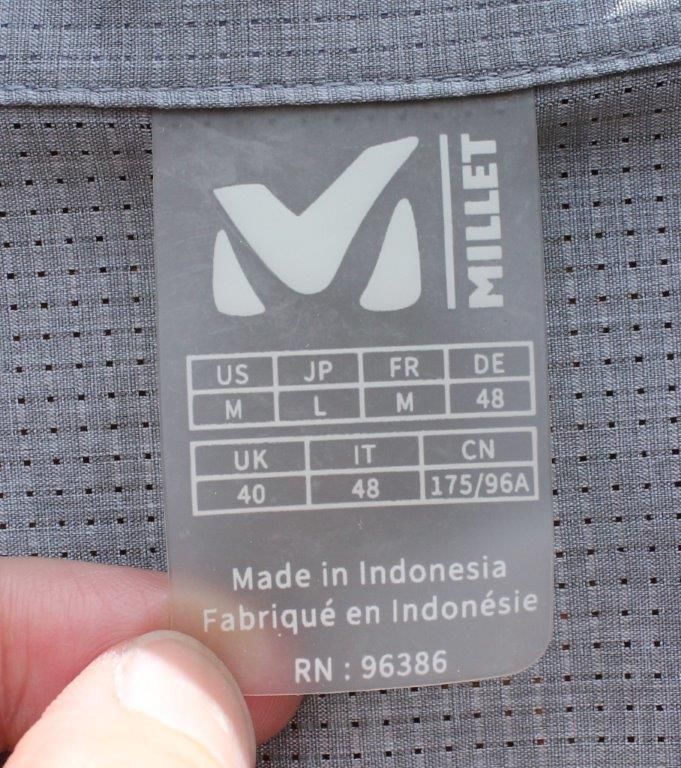 MILLET
US JP FR DE
M L M 48
UK IT CN
40 48 175/96A
Made in Indonesia
Fabriqué en Indonésie
RN : 96386